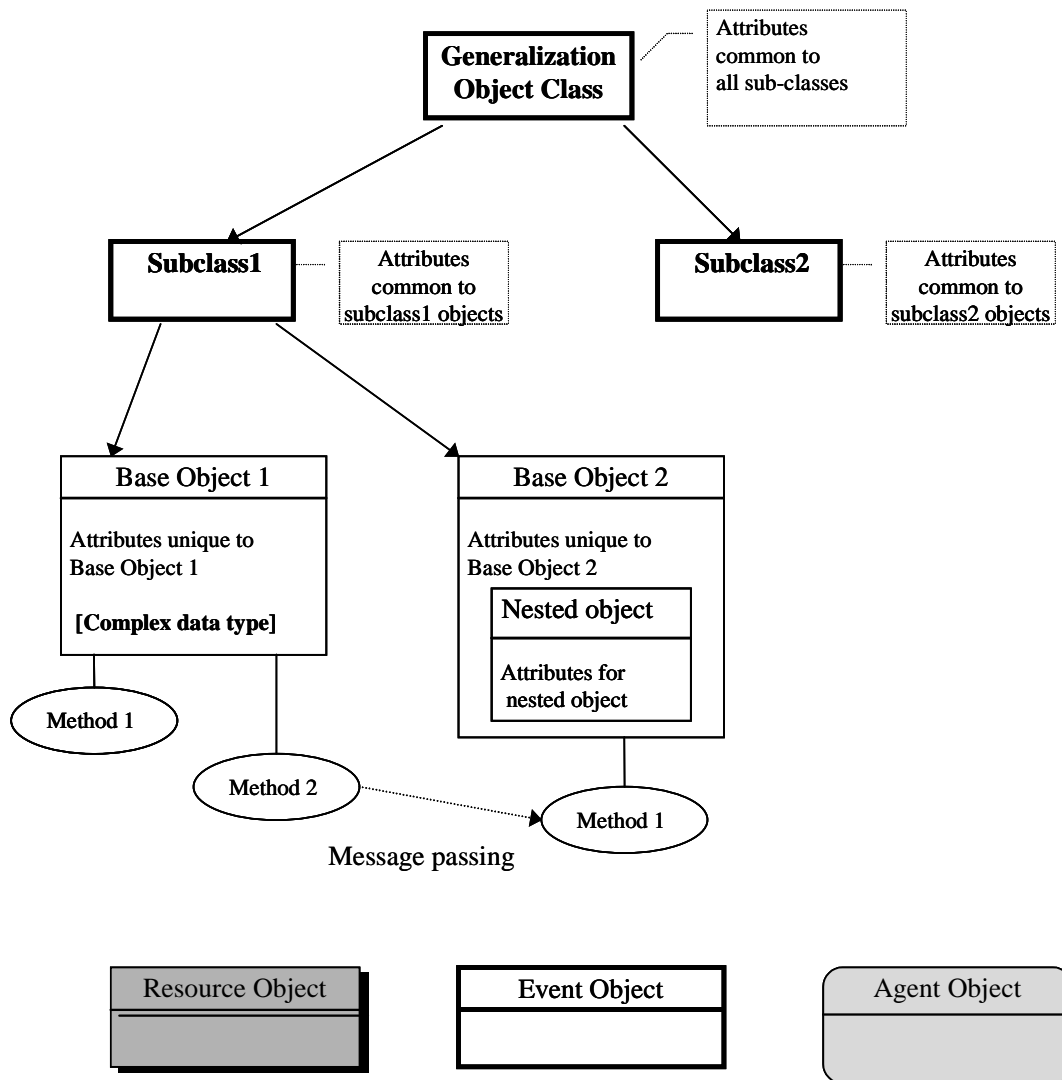 Generalization
Object Class
Attributes
common to
all sub-classes
Subclass1
Attributes
common to
subclass1 objects
Subclass2
Attributes
common to
subclass2 objects
Base Object 1
Attributes unique to
Base Object 1
[Complex data type]
Base Object 2
Attributes unique to
Base Object 2
Nested object
Attributes for
nested object
Method 1
Method 2
Method 1
Message passing
Resource Object
Event Object
Agent Object